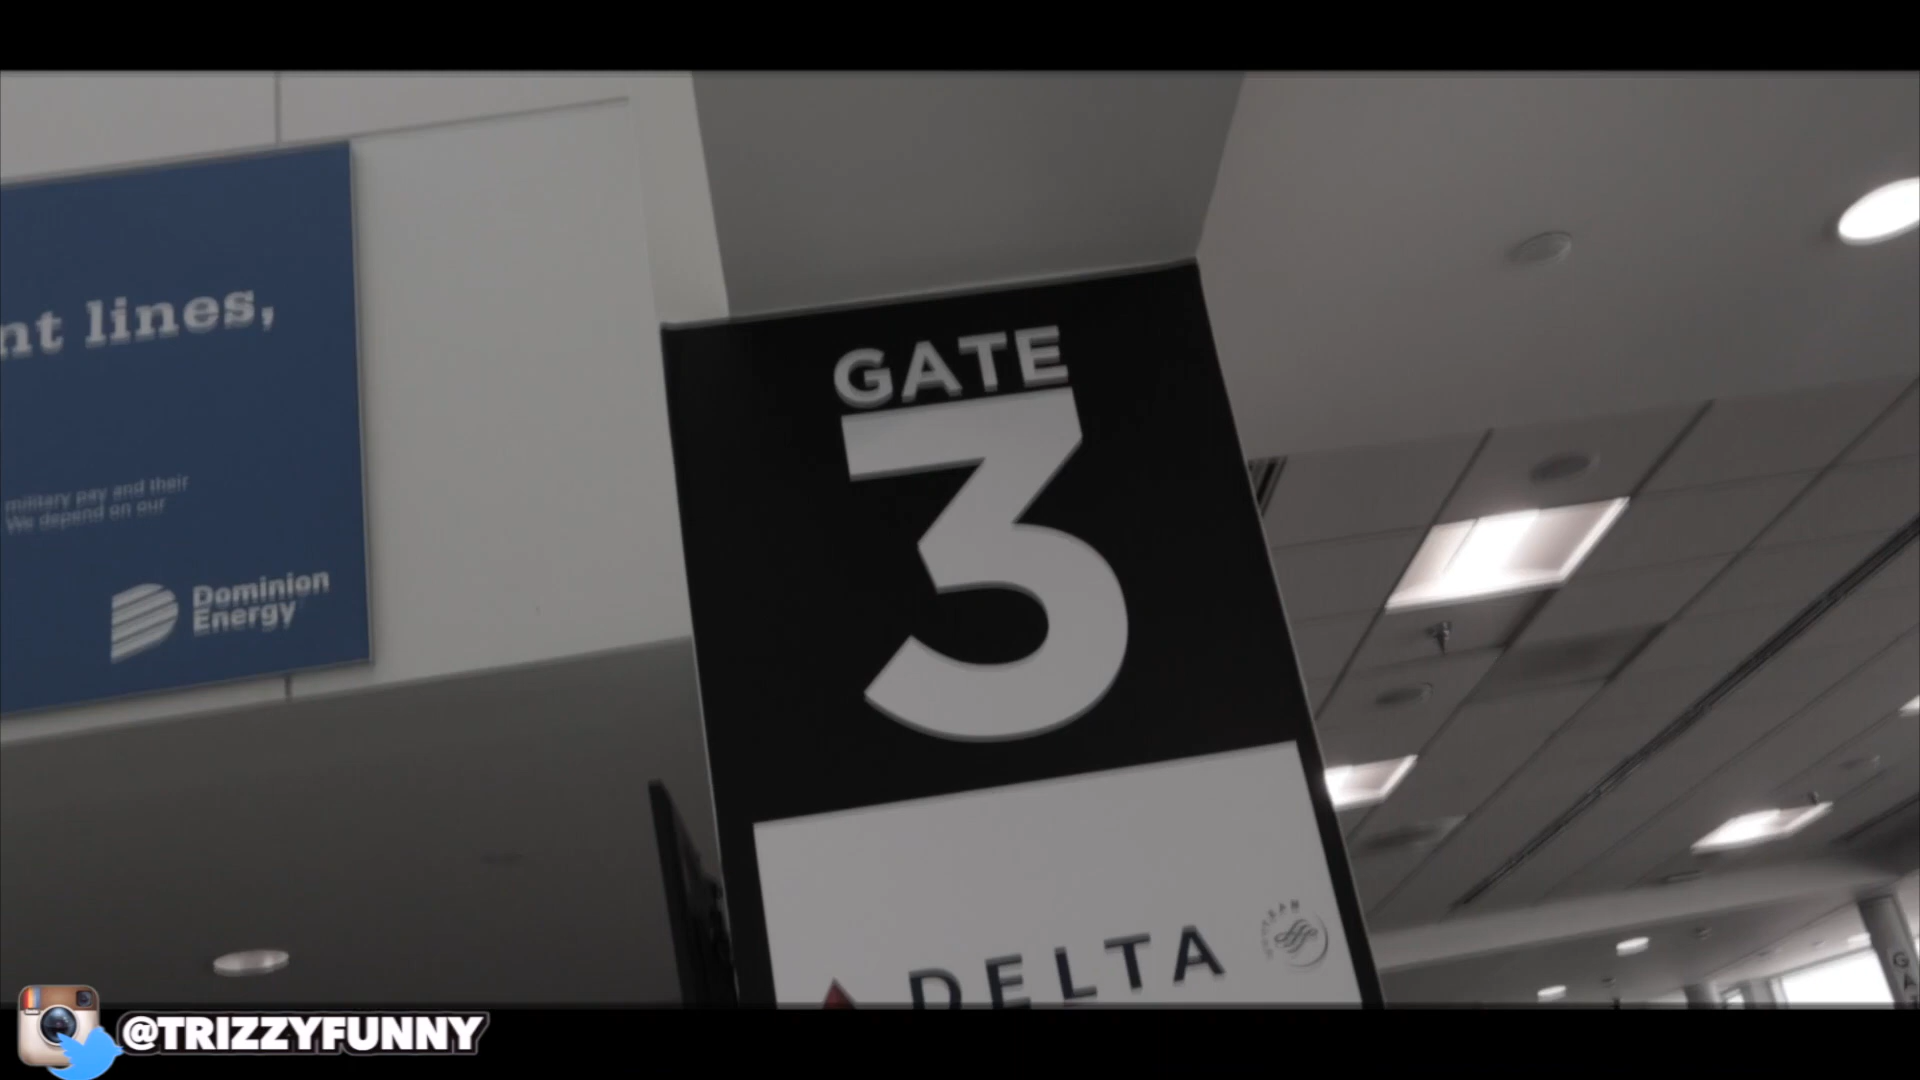 nt lines,
military pay and their
We depend on our
Dominion
Energy
GATE
3
DELTA
@TRIZZYFUNNY